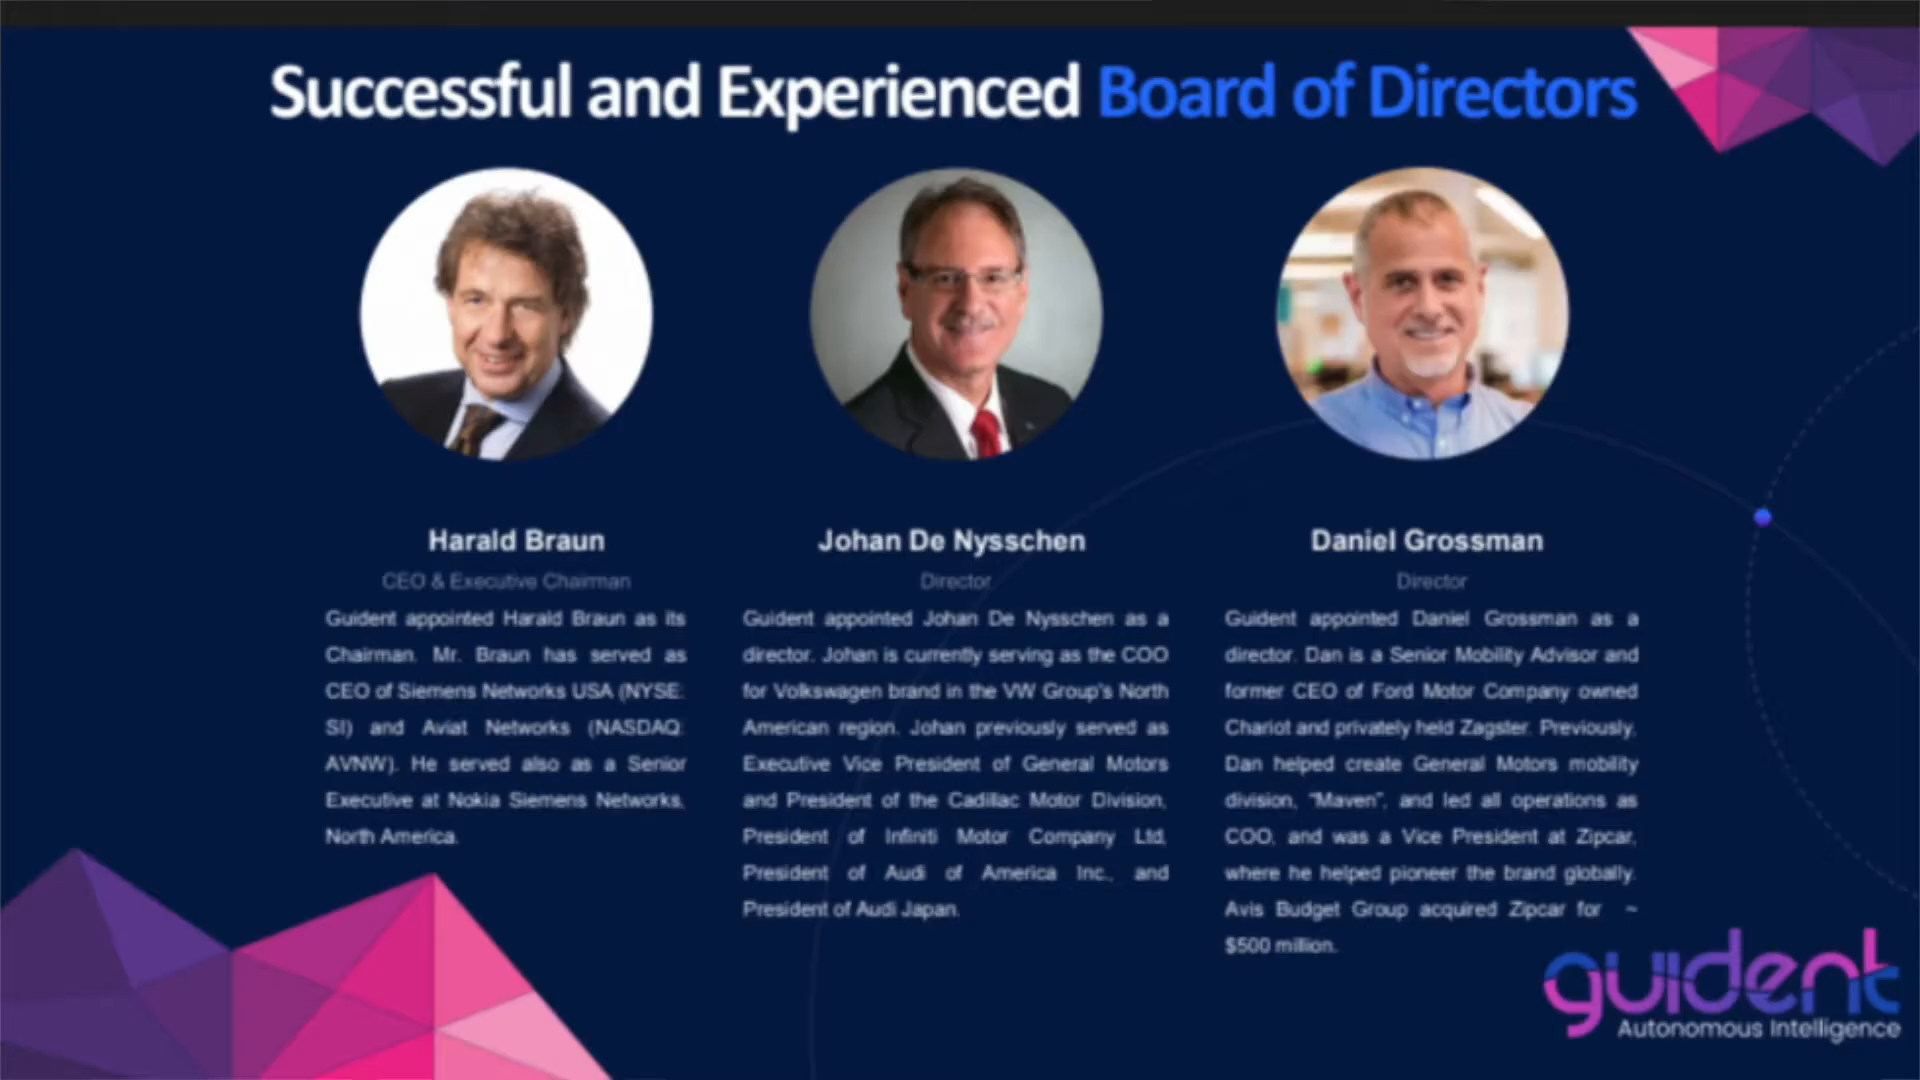 Successful and Experienced Board of Directors
Harald Braun
CEO & Executive Chairman
Guident appointed Harald Braun as its
Chairman. Mr. Braun has served as
CEO of Siemens Networks USA (NYSE:
SI) and Aviat Networks (NASDAQ:
AVNW). He served also as a Senior
Executive at Nokia Siemens Networks,
North America.
Johan De Nysschen
Director
Guident appointed Johan De Nysschen as a
director. Johan is currently serving as the COO
for Volkswagen brand in the VW Group's North
American region. Johan previously served as
Executive Vice President of General Motors
and President of the Cadillac Motor Division,
President of Infiniti Motor Company Ltd,
President of Audi of America Inc., and
President of Audi Japan.
Daniel Grossman
Director
Guident appointed Daniel Grossman as a
director. Dan is a Senior Mobility Advisor and
former CEO of Ford Motor Company owned
Chariot and privately held Zagster. Previously,
Dan helped create General Motors mobility
division, “Maven”, and led all operations as
COO, and was a Vice President at Zipcar,
where he helped pioneer the brand globally.
Avis Budget Group acquired Zipcar for ~
$500 million.
guident
Autonomous Intelligence